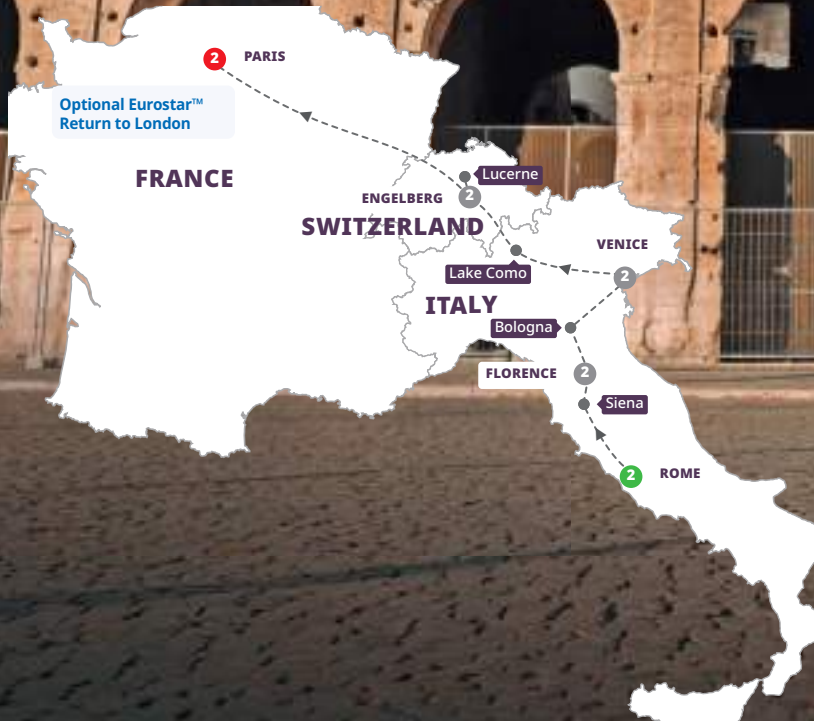 2 PARIS
Optional Eurostar™
Return to London
FRANCE
Lucerne
ENGELBERG 2
SWITZERLAND
VENICE
Lake Como
2
ITALY
Bologna
FLORENCE 2
Siena
2 ROME